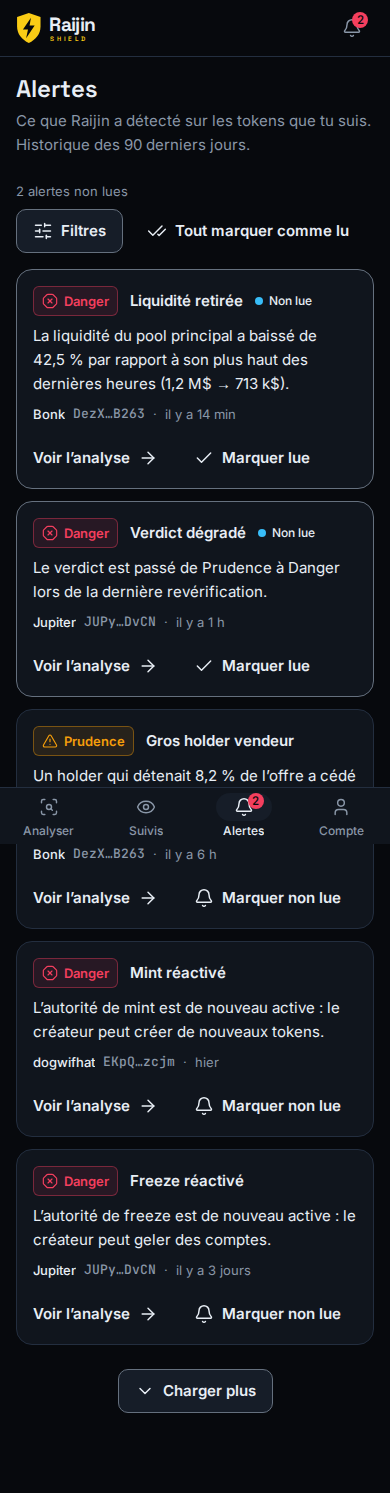 Raijin
SHIELD
2
Alertes
Ce que Raijin a détecté sur les tokens que tu suis.
Historique des 90 derniers jours.
2 alertes non lues
Filtres
Tout marquer comme lu
Danger Liquidité retirée Non lue
La liquidité du pool principal a baissé de
42,5 % par rapport à son plus haut des
dernières heures (1,2 M$ → 713 k$).
Bonk DezX…B263 · il y a 14 min
Voir l’analyse → Marquer lue
Danger Verdict dégradé Non lue
Le verdict est passé de Prudence à Danger
lors de la dernière revérification.
Jupiter JUPy…DvCN · il y a 1 h
Voir l’analyse → Marquer lue
Prudence Gros holder vendeur
Un holder qui détenait 8,2 % de l’offre a cédé
2
Analyser Suivis Alertes Compte
Bonk DezX…B263 · il y a 6 h
Voir l’analyse → Marquer non lue
Danger Mint réactivé
L’autorité de mint est de nouveau active : le
créateur peut créer de nouveaux tokens.
dogwifhat EKpQ…zcjm · hier
Voir l’analyse → Marquer non lue
Danger Freeze réactivé
L’autorité de freeze est de nouveau active : le
créateur peut geler des comptes.
Jupiter JUPy…DvCN · il y a 3 jours
Voir l’analyse → Marquer non lue
Charger plus